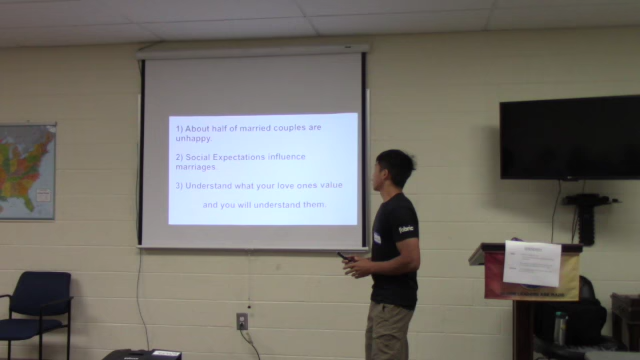 1) About half of married couples are
unhappy.
2) Social Expectations influence
marriages.
3) Understand what your love ones value
and you will understand them.